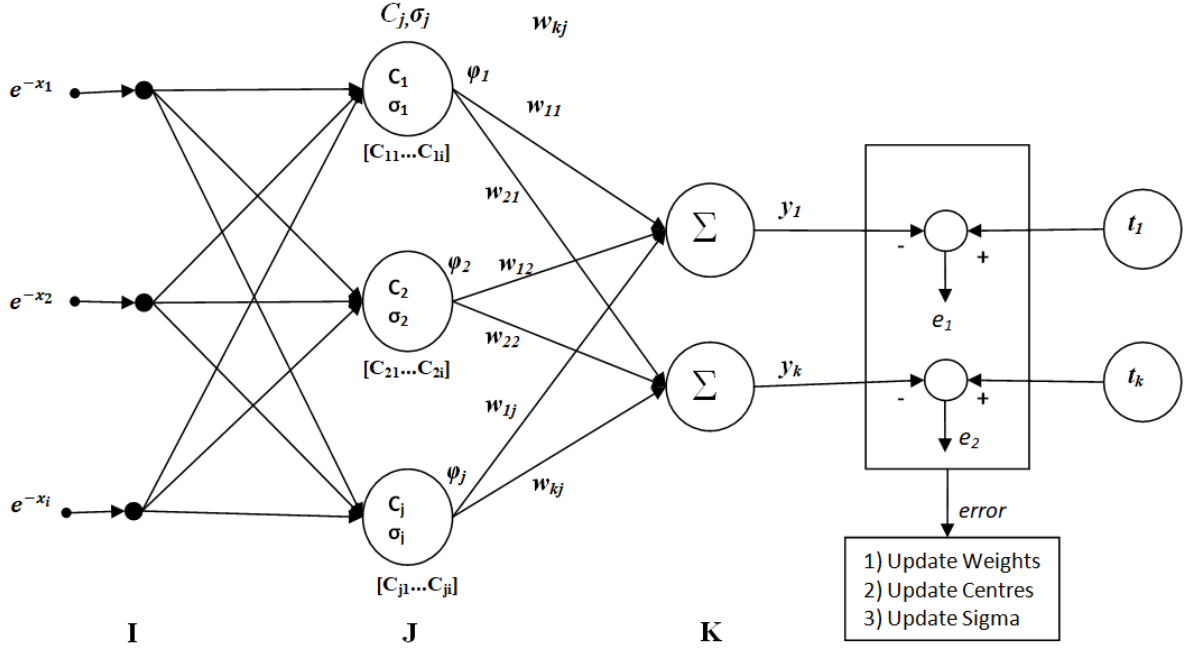 Cⱼ,σⱼ
wₖⱼ
e⁻ˣ¹
C₁
σ₁
φ₁
w₁₁
[C₁₁...C₁ᵢ]
w₂₁
Σ
y₁
-
+
t₁
e₁
e⁻ˣ²
C₂
σ₂
φ₂
w₁₂
w₂₂
[C₂₁...C₂ᵢ]
Σ
yₖ
-
+
tₖ
e₂
w₁ⱼ
e⁻ˣⁱ
Cⱼ
σⱼ
φⱼ
wₖⱼ
[Cⱼ₁...Cⱼᵢ]
error
1) Update Weights
2) Update Centres
3) Update Sigma
I
J
K